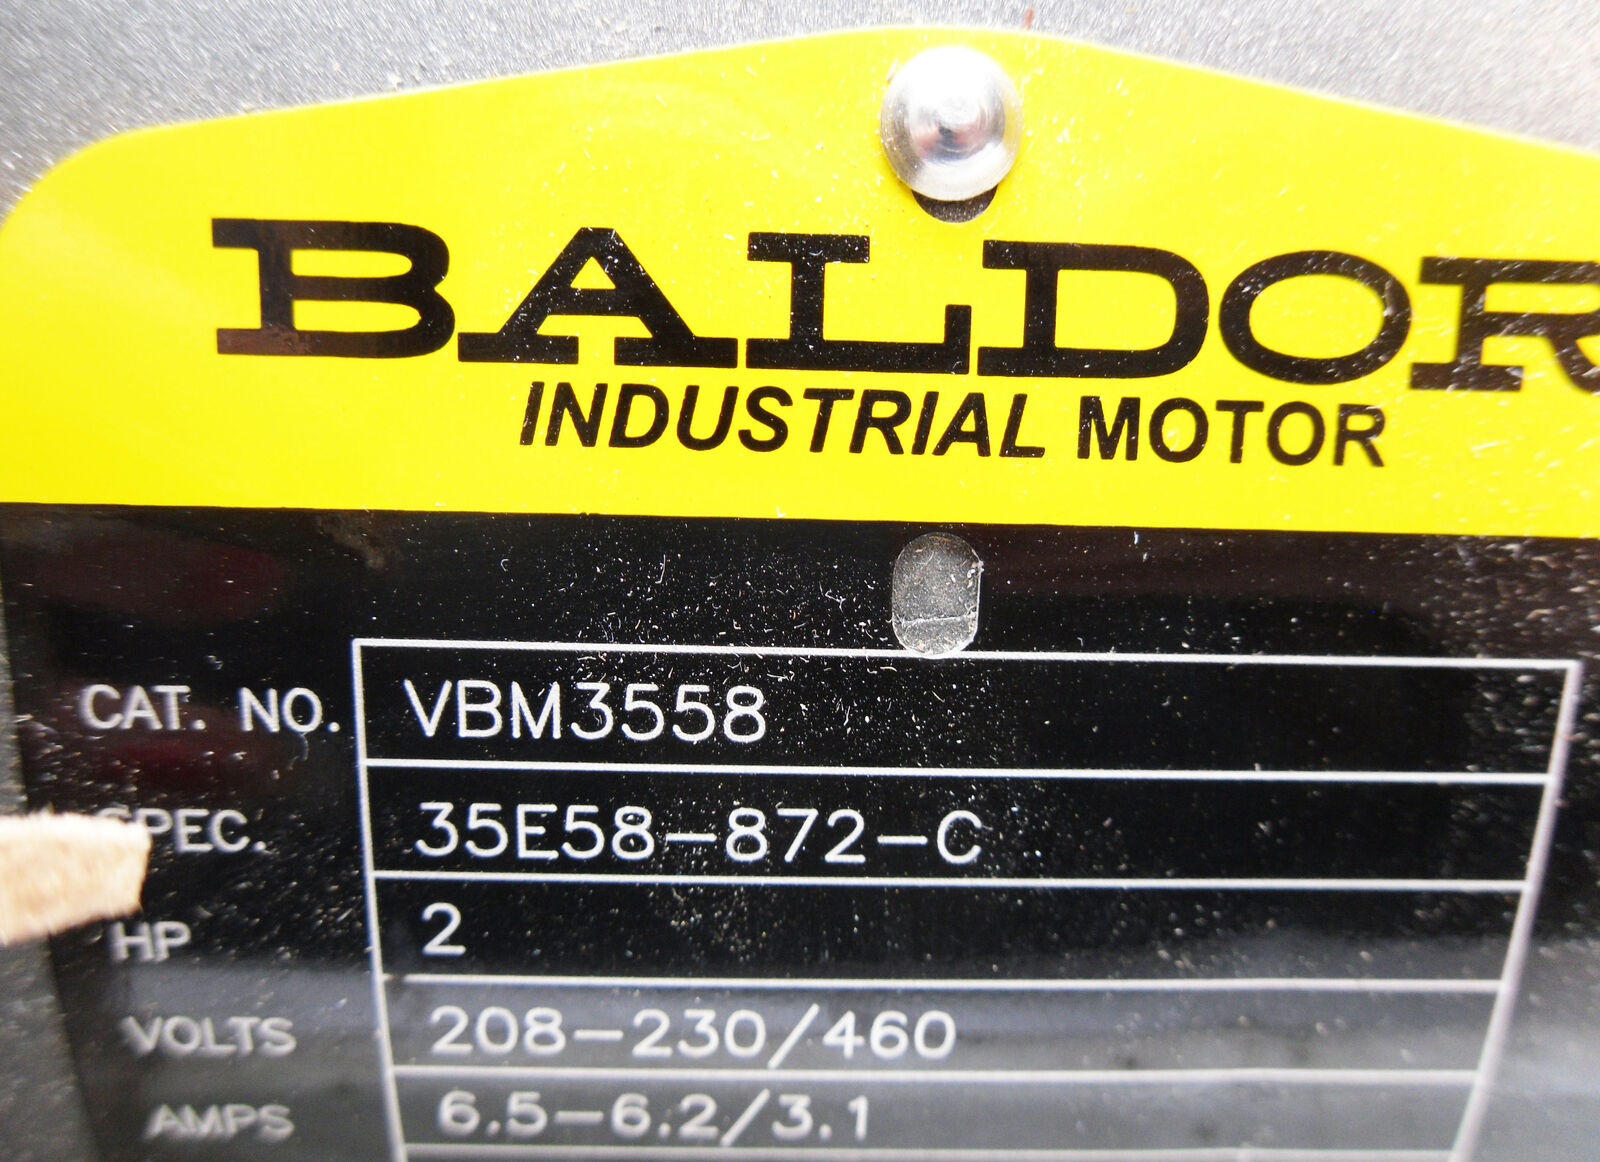 BALDOR
INDUSTRIAL MOTOR
CAT. NO. VBM3558
SPEC. 35E58-872-C
HP 2
VOLTS 208-230/460
AMPS 6.5-6.2/3.1